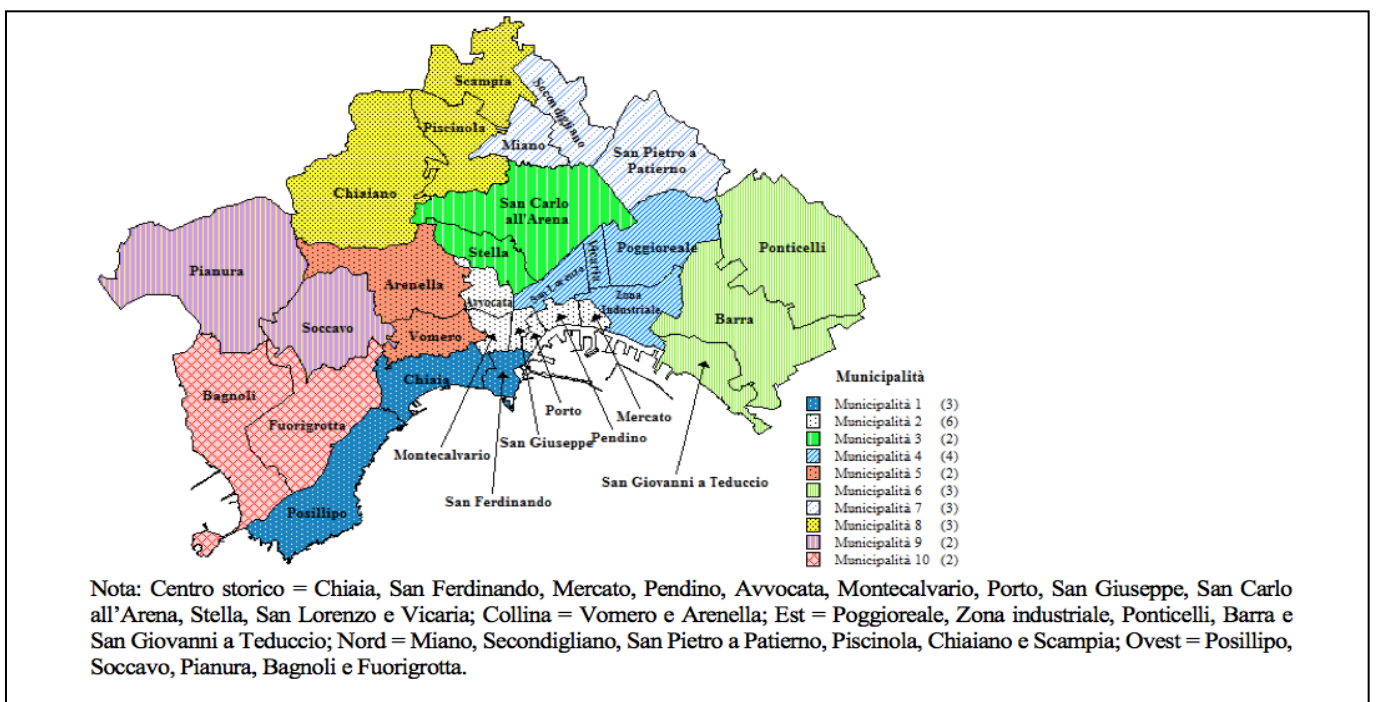 Scampia
Secondigliano
Piscinola
Miano
San Pietro a
Patierno
Chiaiano
San Carlo
all'Arena
Stella
Vicaria
Poggioreale
Ponticelli
Pianura
Arenella
San Lorenzo
Avvocata
Zona
Industriale
Soccavo
Vomero
Barra
Chiaia
Bagnoli
Fuorigrotta
Porto
Mercato
San Giuseppe
Pendino
Montecalvario
San Giovanni a Teduccio
San Ferdinando
Posillipo
Municipalità
Municipalità 1 (3)
Municipalità 2 (6)
Municipalità 3 (2)
Municipalità 4 (4)
Municipalità 5 (2)
Municipalità 6 (3)
Municipalità 7 (3)
Municipalità 8 (3)
Municipalità 9 (2)
Municipalità 10 (2)
Nota: Centro storico = Chiaia, San Ferdinando, Mercato, Pendino, Avvocata, Montecalvario, Porto, San Giuseppe, San Carlo
all’Arena, Stella, San Lorenzo e Vicaria; Collina = Vomero e Arenella; Est = Poggioreale, Zona industriale, Ponticelli, Barra e
San Giovanni a Teduccio; Nord = Miano, Secondigliano, San Pietro a Patierno, Piscinola, Chiaiano e Scampia; Ovest = Posillipo,
Soccavo, Pianura, Bagnoli e Fuorigrotta.